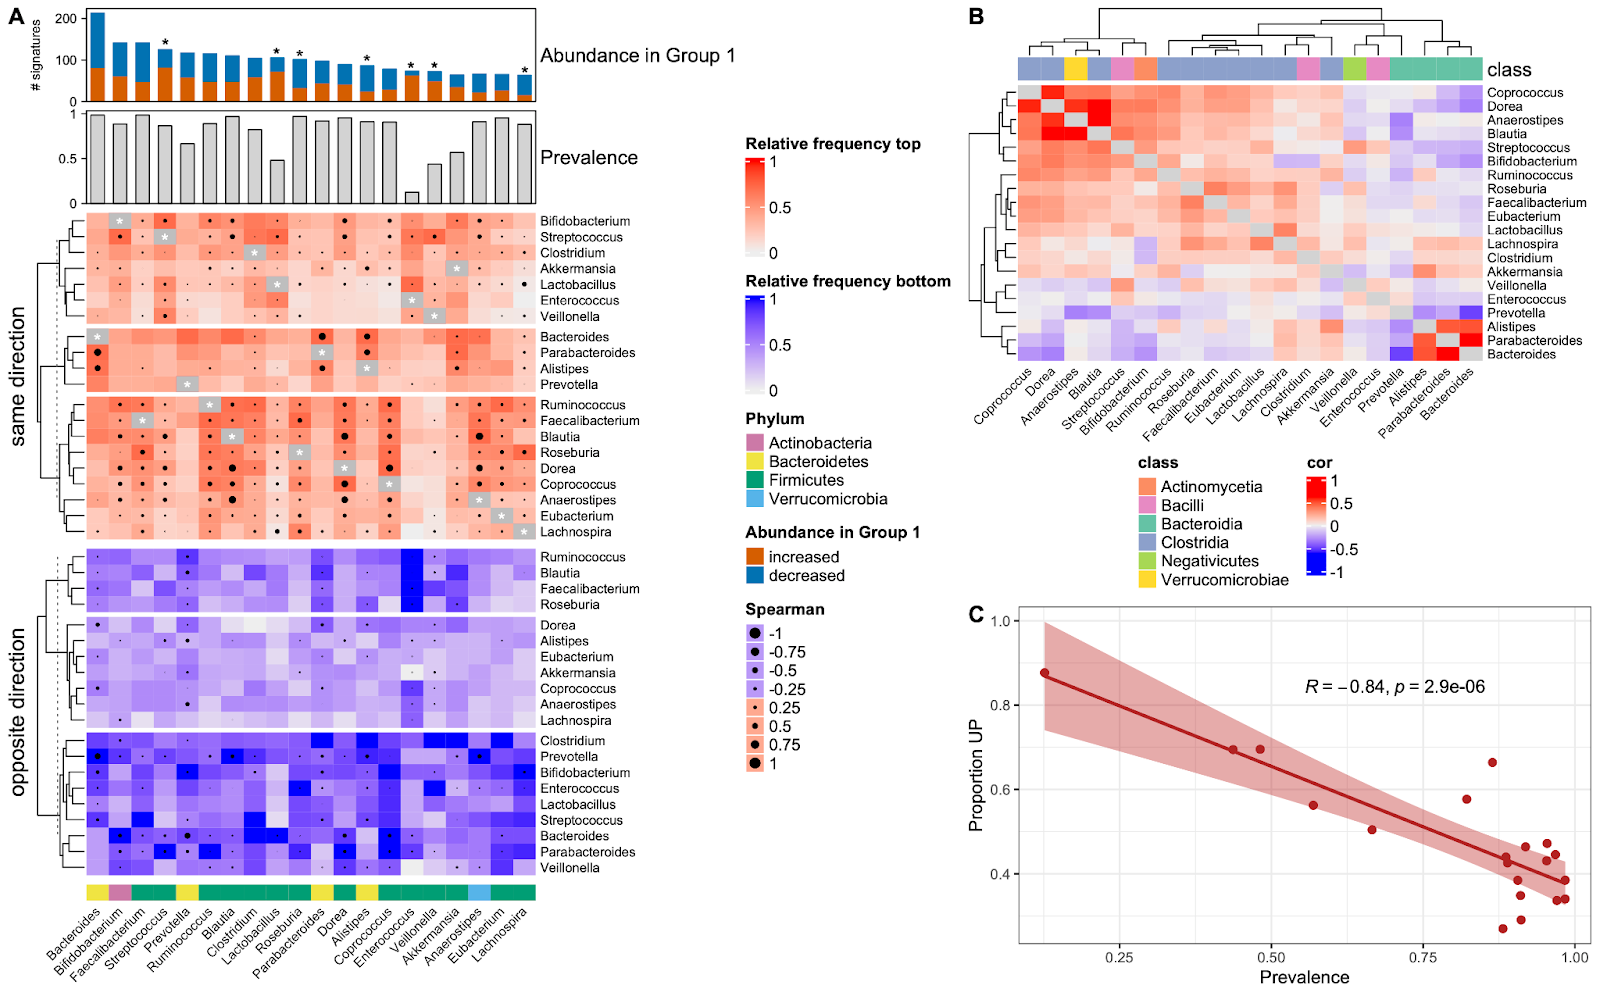 A
# signatures
200
100
0
* * * * * * *
Abundance in Group 1
1
0.5
0
Prevalence
same direction
Bifidobacterium
Streptococcus
Clostridium
Akkermansia
Lactobacillus
Enterococcus
Veillonella
Bacteroides
Parabacteroides
Alistipes
Prevotella
Ruminococcus
Faecalibacterium
Blautia
Roseburia
Dorea
Coprococcus
Anaerostipes
Eubacterium
Lachnospira
opposite direction
Ruminococcus
Blautia
Faecalibacterium
Roseburia
Dorea
Alistipes
Eubacterium
Akkermansia
Coprococcus
Anaerostipes
Lachnospira
Clostridium
Prevotella
Bifidobacterium
Enterococcus
Lactobacillus
Streptococcus
Bacteroides
Parabacteroides
Veillonella
Bacteroides
Bifidobacterium
Faecalibacterium
Streptococcus
Prevotella
Ruminococcus
Blautia
Clostridium
Lactobacillus
Roseburia
Parabacteroides
Dorea
Alistipes
Coprococcus
Enterococcus
Veillonella
Akkermansia
Anaerostipes
Eubacterium
Lachnospira
Relative frequency top
1
0.5
0
Relative frequency bottom
1
0.5
0
Phylum
Actinobacteria
Bacteroidetes
Firmicutes
Verrucomicrobia
Abundance in Group 1
increased
decreased
Spearman
-1
-0.75
-0.5
-0.25
0.25
0.5
0.75
1
B
class
Coprococcus
Dorea
Anaerostipes
Blautia
Streptococcus
Bifidobacterium
Ruminococcus
Roseburia
Faecalibacterium
Eubacterium
Lactobacillus
Lachnospira
Clostridium
Akkermansia
Veillonella
Enterococcus
Prevotella
Alistipes
Parabacteroides
Bacteroides
Coprococcus
Dorea
Anaerostipes
Blautia
Streptococcus
Bifidobacterium
Ruminococcus
Roseburia
Faecalibacterium
Eubacterium
Lactobacillus
Lachnospira
Clostridium
Akkermansia
Veillonella
Enterococcus
Prevotella
Alistipes
Parabacteroides
Bacteroides
class
Actinomycetia
Bacilli
Bacteroidia
Clostridia
Negativicutes
Verrucomicrobiae
cor
1
0.5
0
-0.5
-1
C
Proportion UP
1.0
0.8
0.6
0.4
R = −0.84, p = 2.9e-06
0.25
0.50
0.75
1.00
Prevalence